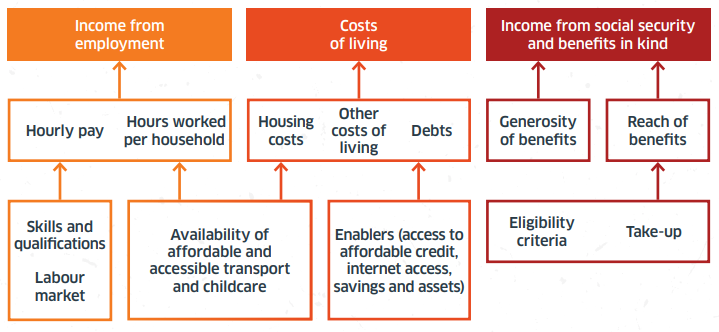 Income from
employment
Costs
of living
Income from social security
and benefits in kind
Hourly pay
Hours worked
per household
Housing
costs
Other
costs of
living
Debts
Generosity
of benefits
Reach of
benefits
Skills and
qualifications
Labour
market
Availability of
affordable and
accessible transport
and childcare
Enablers (access to
affordable credit,
internet access,
savings and assets)
Eligibility
criteria
Take-up